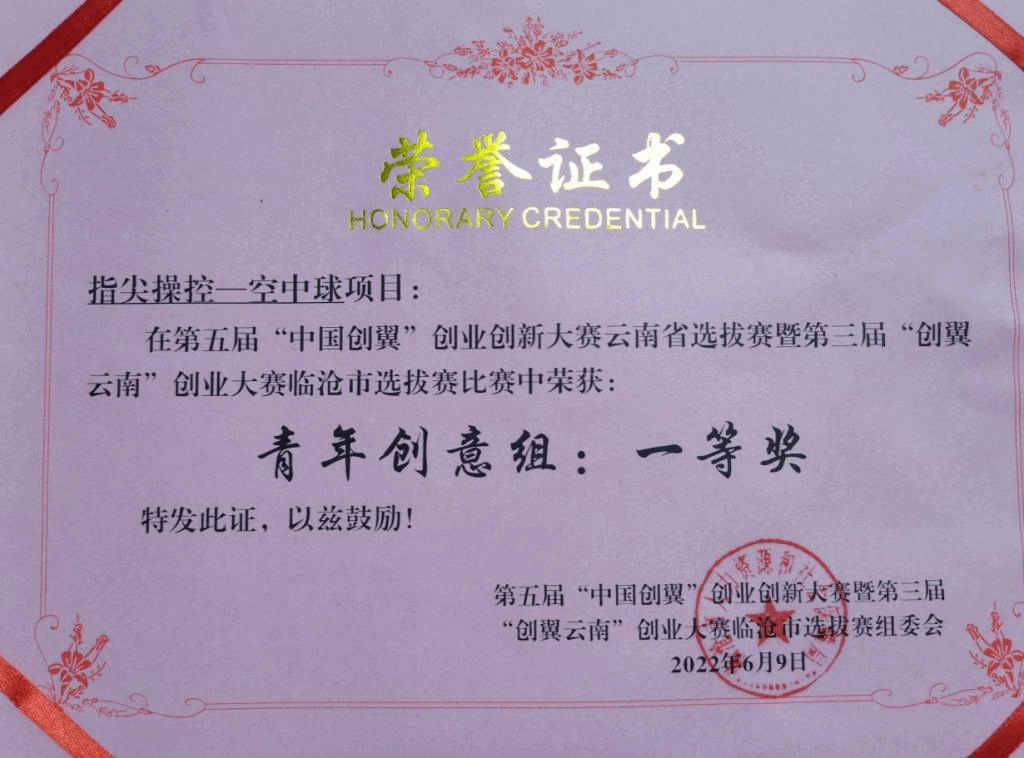 荣誉证书
HONORARY CREDENTIAL
指尖操控—空中球项目：
在第五届“中国创翼”创业创新大赛云南省选拔赛暨第三届“创翼
云南”创业大赛临沧市选拔赛比赛中荣获：
青年创意组：一等奖
特发此证，以兹鼓励！
第五届“中国创翼”创业创新大赛暨第三届
“创翼云南”创业大赛临沧市选拔赛组委会
2022年6月9日
人力资源和社